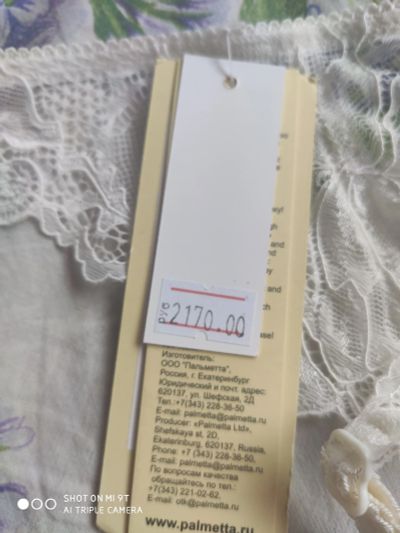 and
by
and
руб 2170.00
Изготовитель:
ООО "Пальметта",
Россия, г. Екатеринбург
Юридический и почт. адрес:
620137, ул. Шефская, 2Д
Тел.:+7(343) 228-36-50
E-mail: palmetta@palmetta.ru
Producer: «Palmetta Ltd»,
Shefskaya st. 2D,
Ekaterinburg, 620137, Russia,
Phone: +7 (343) 228-36-50,
E-mail: palmetta@palmetta.ru
По вопросам качества
обращайтесь по тел.:
+7(343) 221-02-62,
E-mail: otk@palmetta.ru
www.palmetta.ru
SHOT ON MI 9T
AI TRIPLE CAMERA